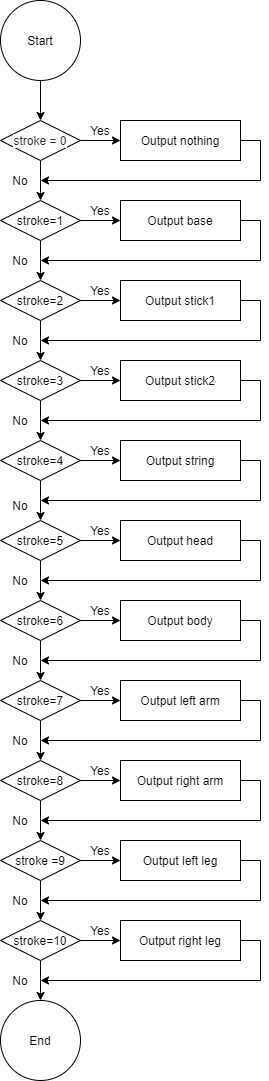 Start
stroke = 0
Yes
Output nothing
No
stroke=1
Yes
Output base
No
stroke=2
Yes
Output stick1
No
stroke=3
Yes
Output stick2
No
stroke=4
Yes
Output string
No
stroke=5
Yes
Output head
No
stroke=6
Yes
Output body
No
stroke=7
Yes
Output left arm
No
stroke=8
Yes
Output right arm
No
stroke =9
Yes
Output left leg
No
stroke=10
Yes
Output right leg
No
End